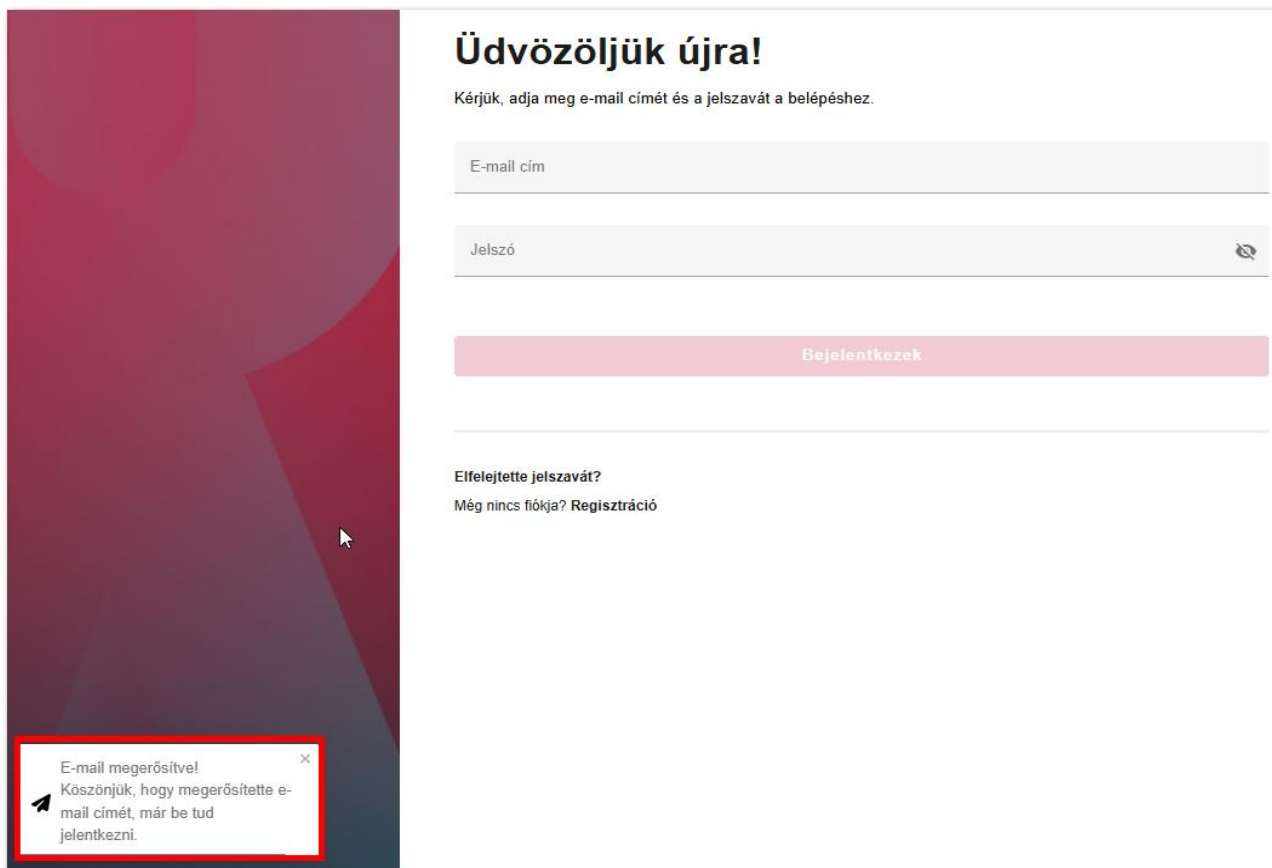 Üdvözöljük újra!
Kérjük, adja meg e-mail címét és a jelszavát a belépéshez.
E-mail cím
Jelszó
Bejelentkezek
Elfelejtette jelszavát?
Még nincs fiókja? Regisztráció
E-mail megerősítve!
Köszönjük, hogy megerősítette e-
mail címét, már be tud
jelentkezni.